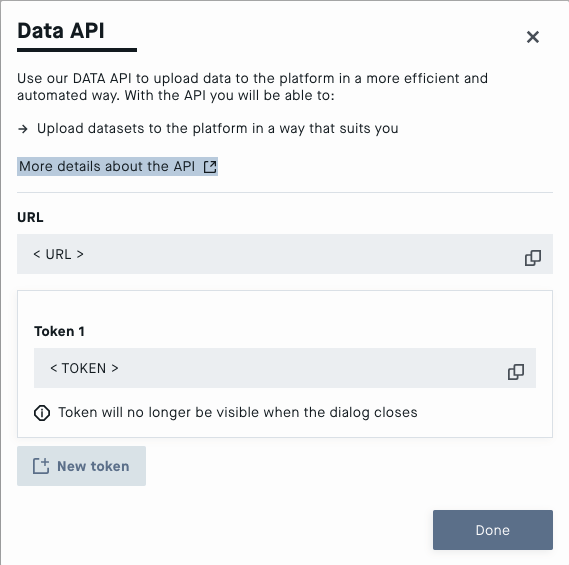 Data API
Use our DATA API to upload data to the platform in a more efficient and
automated way. With the API you will be able to:
→ Upload datasets to the platform in a way that suits you
More details about the API
URL
< URL >
Token 1
< TOKEN >
Token will no longer be visible when the dialog closes
New token
Done